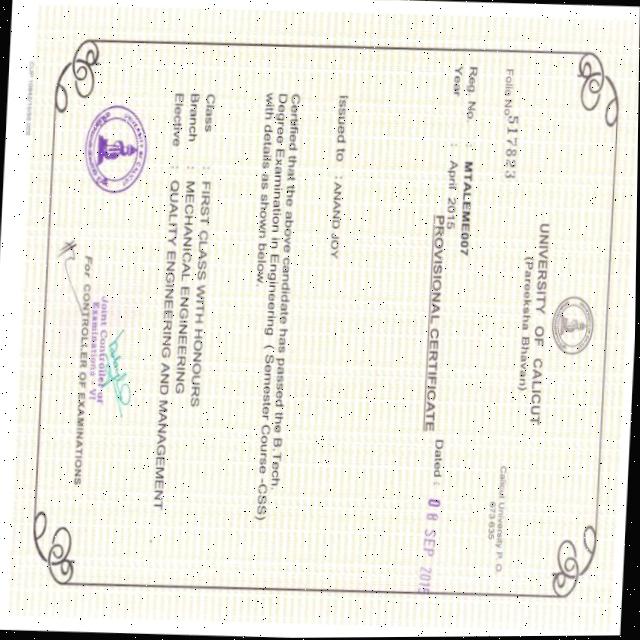 UNIVERSITY OF CALICUT
(Pareeksha Bhavan)
Folio No. 517823
Calicut University P. O.
673 635
Reg. No. : MTALEME007
Year : April 2015
PROVISIONAL CERTIFICATE
Dated : 08 SEP 2015
Issued to : ANAND JOY
Certified that the above candidate has passed the B.Tech.
Degree Examination in Engineering ( Semester Course -CSS)
with details as shown below.
Class : FIRST CLASS WITH HONOURS
Branch : MECHANICAL ENGINEERING
Elective : QUALITY ENGINEERING AND MANAGEMENT
Joint Controller of
Examinations - VI
For CONTROLLER OF EXAMINATIONS